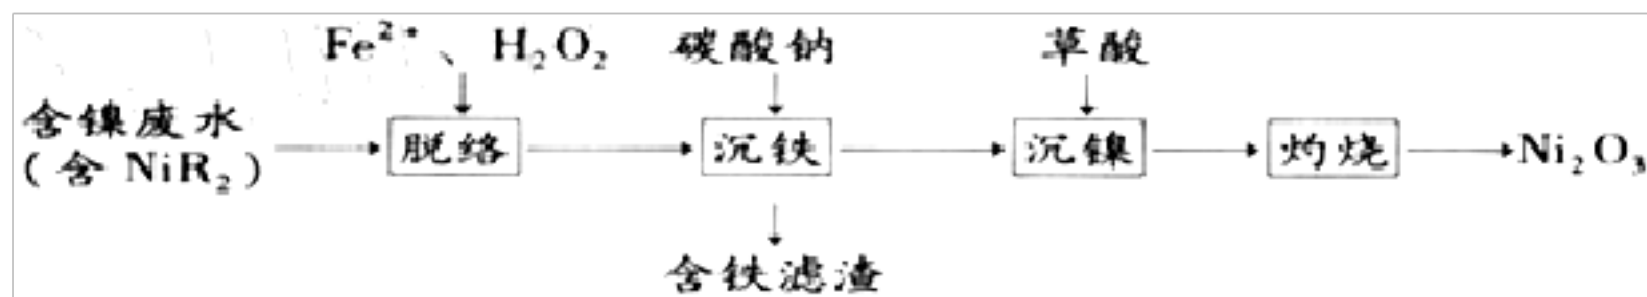 Fe²⁺、H₂O₂ 碳酸钠 草酸
含镍废水
(含 NiR₂)
脱络 沉铁 沉镍 灼烧 Ni₂O₃
含铁滤渣